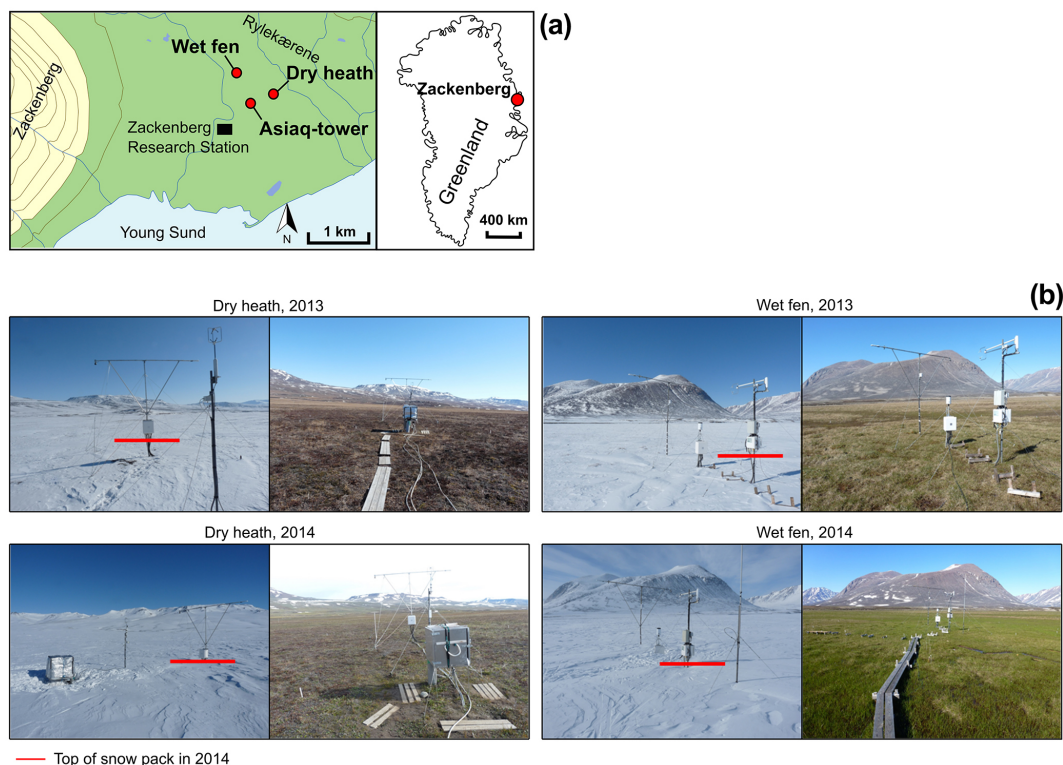 (a)
Rylekærene
Wet fen
Dry heath
Zackenberg
Asiaq-tower
Zackenberg
Research Station
Young Sund
N
1 km
Zackenberg
Greenland
400 km
(b)
Dry heath, 2013
Wet fen, 2013
Dry heath, 2014
Wet fen, 2014
Top of snow pack in 2014